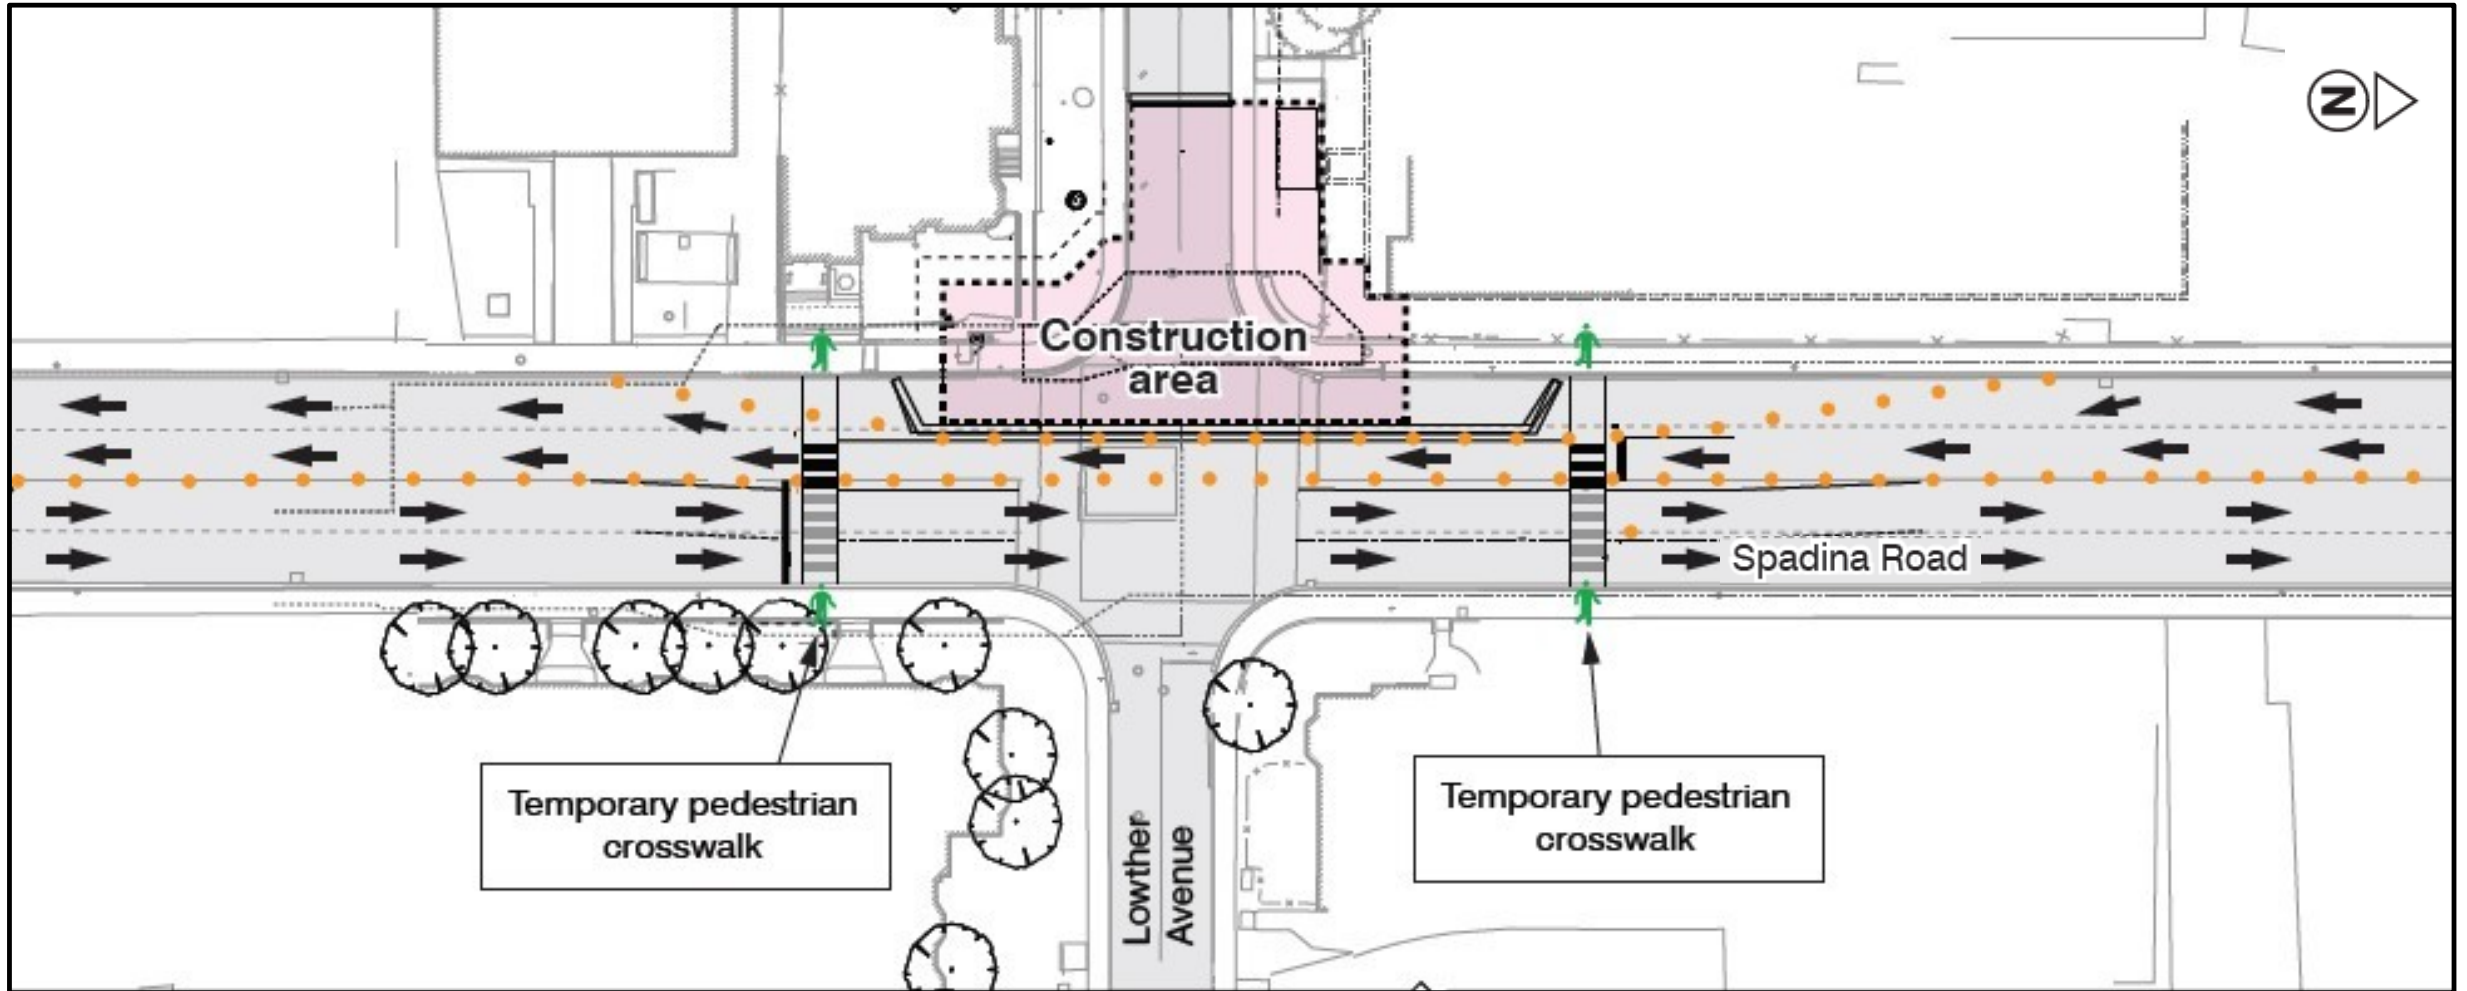 N
Construction
area
Spadina Road
Temporary pedestrian
crosswalk
Temporary pedestrian
crosswalk
Lowther
Avenue